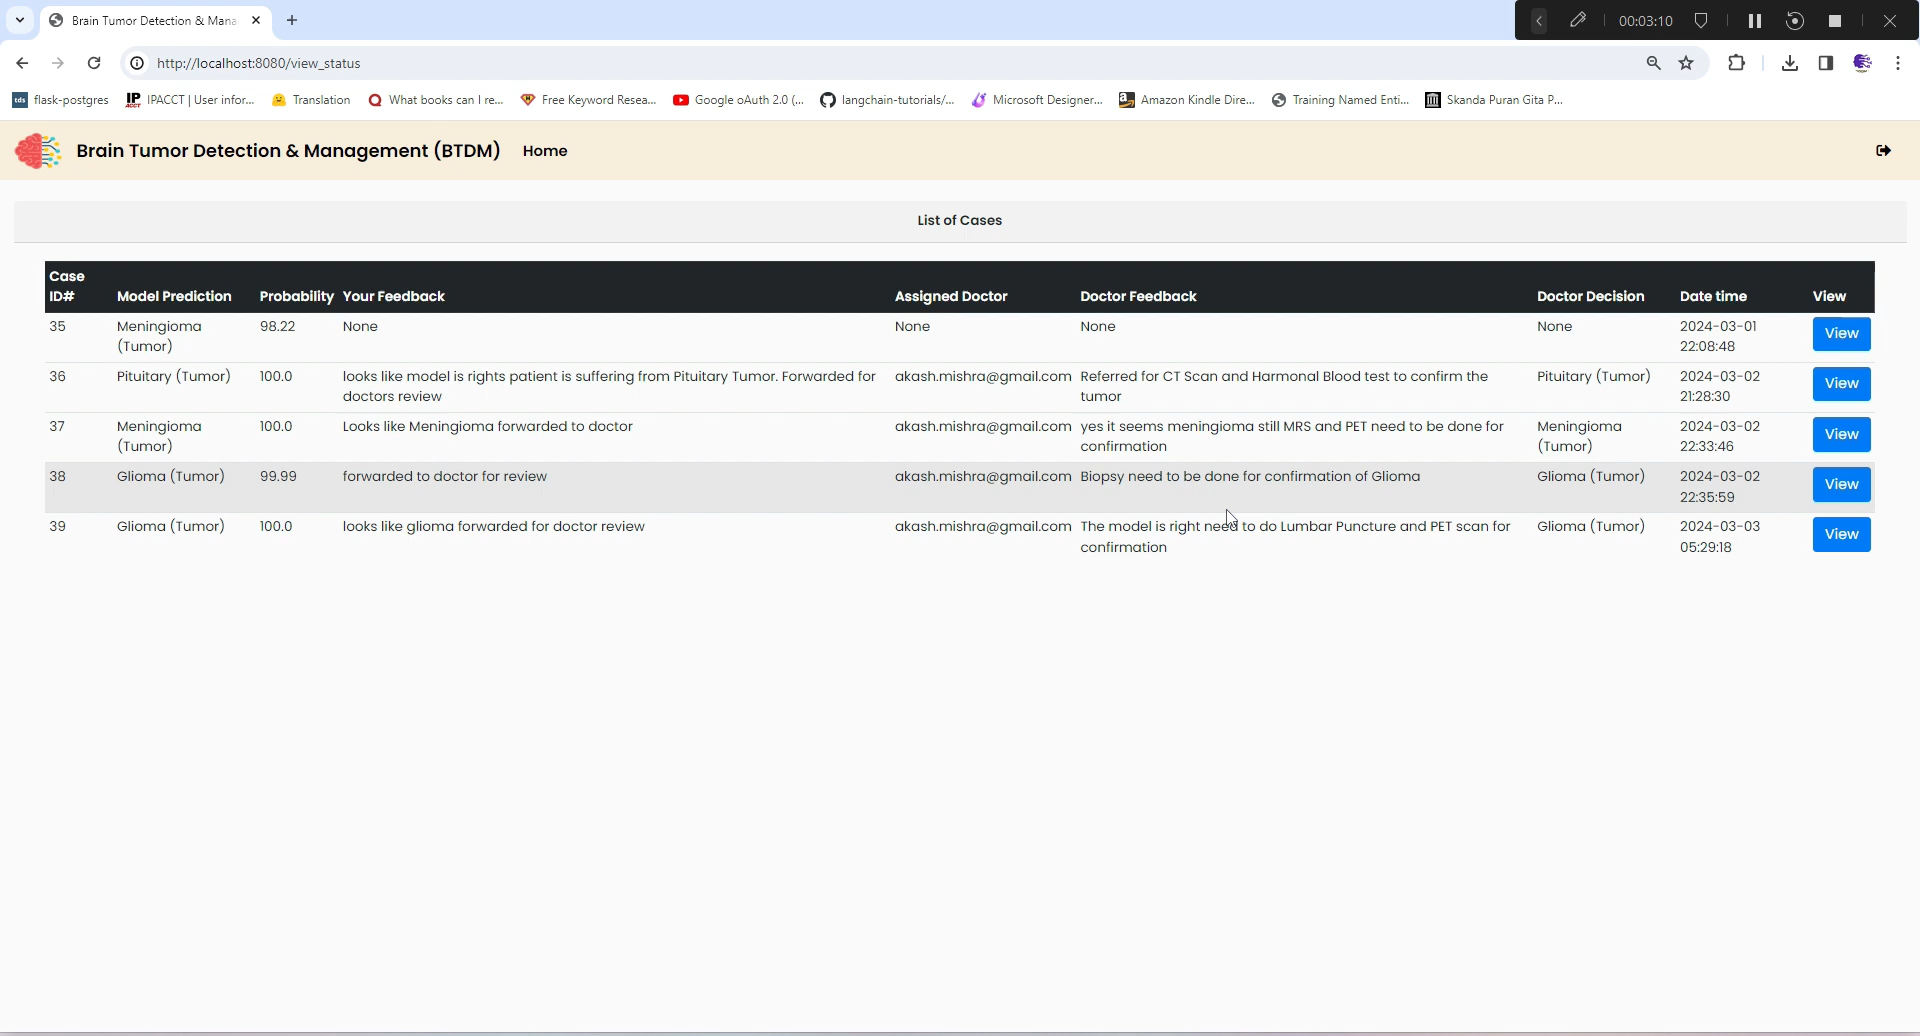 Brain Tumor Detection & Mana
00:03:10
http://localhost:8080/view_status
tds flask-postgres IP ACCT IPACCT | User infor... Translation What books can I re... Free Keyword Resea... Google oAuth 2.0 (... langchain-tutorials/... Microsoft Designer... Amazon Kindle Dire... Training Named Enti... Skanda Puran Gita P...
Brain Tumor Detection & Management (BTDM) Home
List of Cases
Case
ID# Model Prediction Probability Your Feedback Assigned Doctor Doctor Feedback Doctor Decision Date time View
35 Meningioma 98.22 None None None None 2024-03-01 View
(Tumor) 22:08:48
36 Pituitary (Tumor) 100.0 looks like model is rights patient is suffering from Pituitary Tumor. Forwarded for akash.mishra@gmail.com Referred for CT Scan and Harmonal Blood test to confirm the Pituitary (Tumor) 2024-03-02 View
doctors review tumor 21:28:30
37 Meningioma 100.0 Looks like Meningioma forwarded to doctor akash.mishra@gmail.com yes it seems meningioma still MRS and PET need to be done for Meningioma 2024-03-02 View
(Tumor) confirmation (Tumor) 22:33:46
38 Glioma (Tumor) 99.99 forwarded to doctor for review akash.mishra@gmail.com Biopsy need to be done for confirmation of Glioma Glioma (Tumor) 2024-03-02 View
22:35:59
39 Glioma (Tumor) 100.0 looks like glioma forwarded for doctor review akash.mishra@gmail.com The model is right need to do Lumbar Puncture and PET scan for Glioma (Tumor) 2024-03-03 View
confirmation 05:29:18